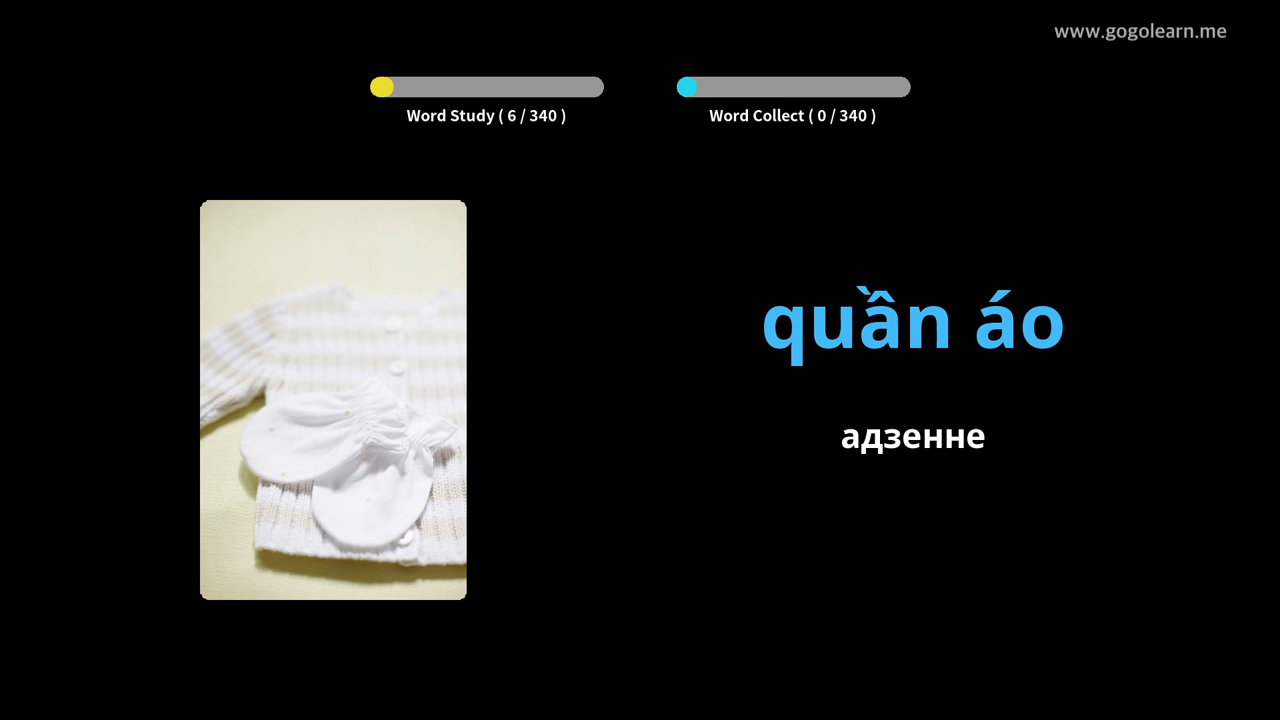 www.gogolearn.me
Word Study ( 6 / 340 )
Word Collect ( 0 / 340 )
quần áo
адзенне